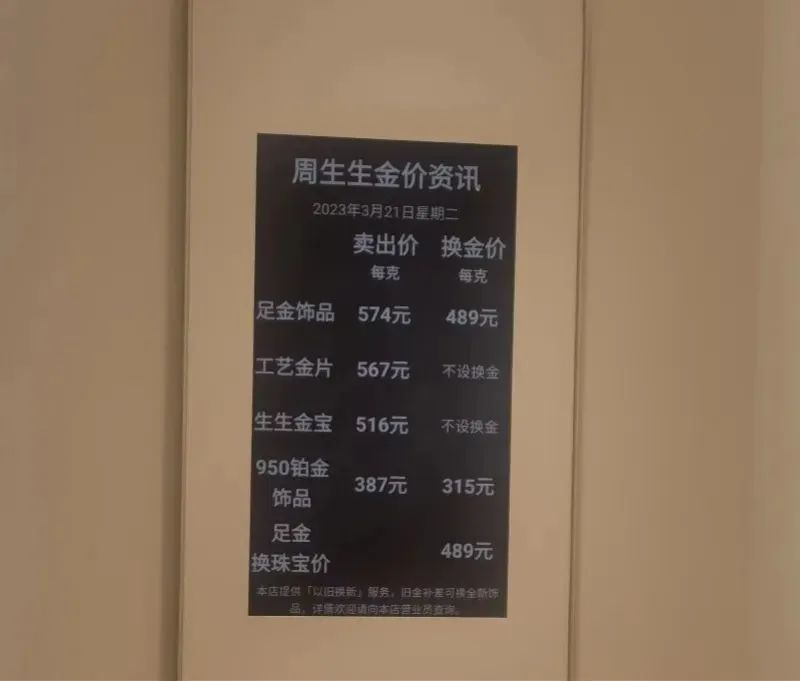 周生生金价资讯
2023年3月21日星期二
卖出价 换金价
每克 每克
足金饰品 574元 489元
工艺金片 567元 不设换金
生生金宝 516元 不设换金
950铂金
饰品 387元 315元
足金
换珠宝价 489元
本店提供「以旧换新」服务，旧金补差可换全新饰
品，详情欢迎请向本店营业员查询。